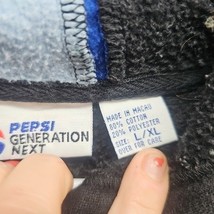 PEPSI
GENERATION
NEXT
MADE IN MACAU
80% COTTON
20% POLYESTER
SIZE: L/XL
OVER FOR CARE